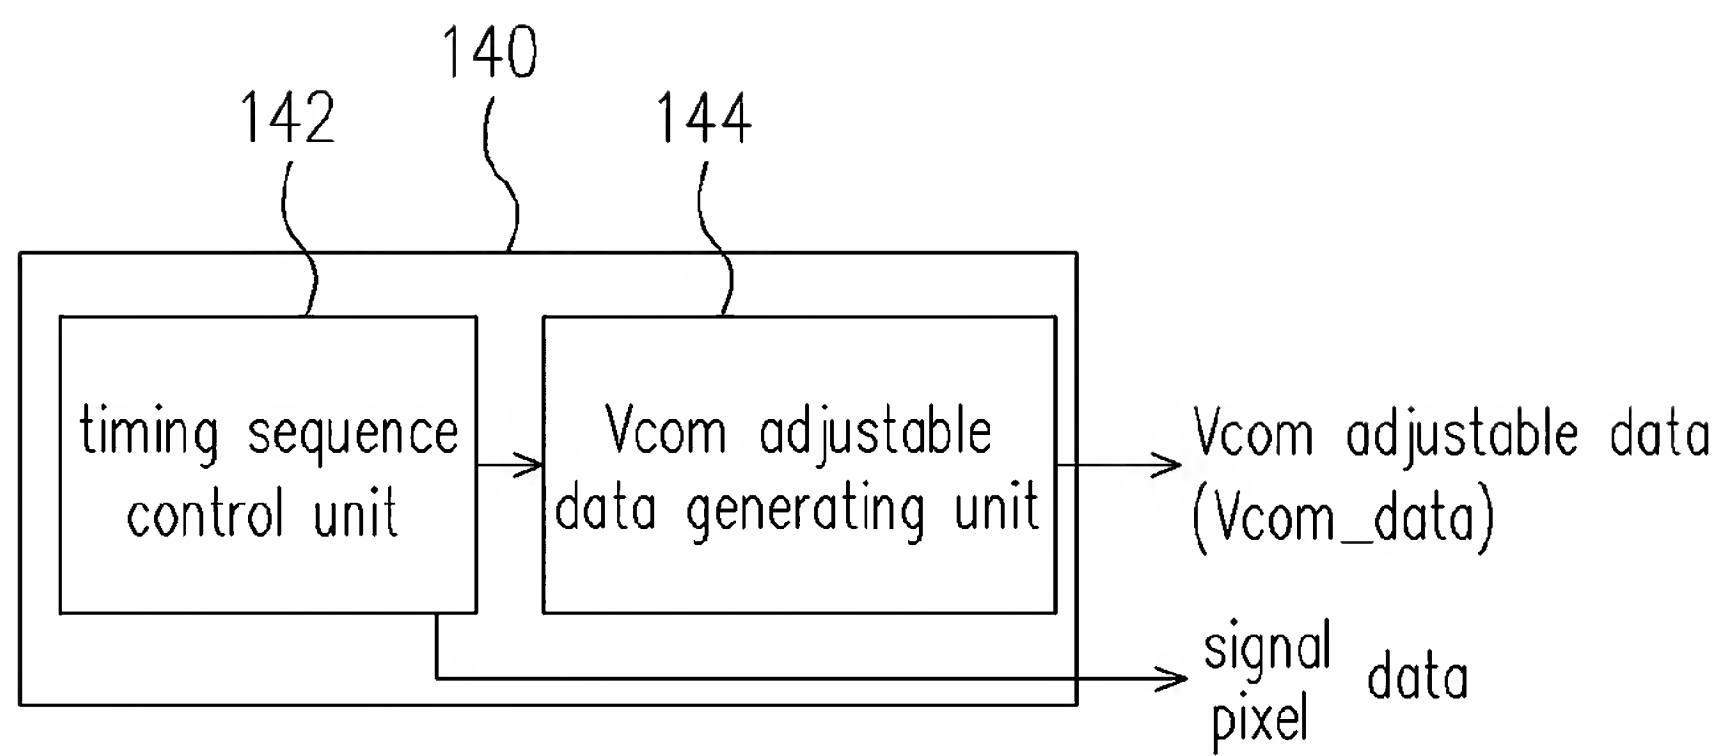 140
142
144
timing sequence
control unit
Vcom adjustable
data generating unit
Vcom adjustable data
(Vcom_data)
signal data
pixel